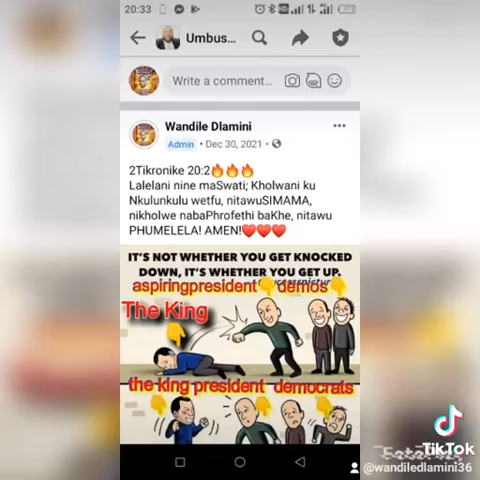 20:33
Umbus...
Write a comment...
Wandile Dlamini
Admin • Dec 30, 2021 •
2Tikronike 20:2🔥🔥🔥
Lalelani nine maSwati; Kholwani ku
Nkulunkulu wetfu, nitawuSIMAMA,
nikholwe nabaPhrofethi baKhe, nitawu
PHUMELELA! AMEN!❤️❤️❤️
IT'S NOT WHETHER YOU GET KNOCKED
DOWN, IT'S WHETHER YOU GET UP.
aspiringpresident👇demos👇
The King
👇
the king president democrats
👇 👇 👇
TikTok
@wandiledlamini36